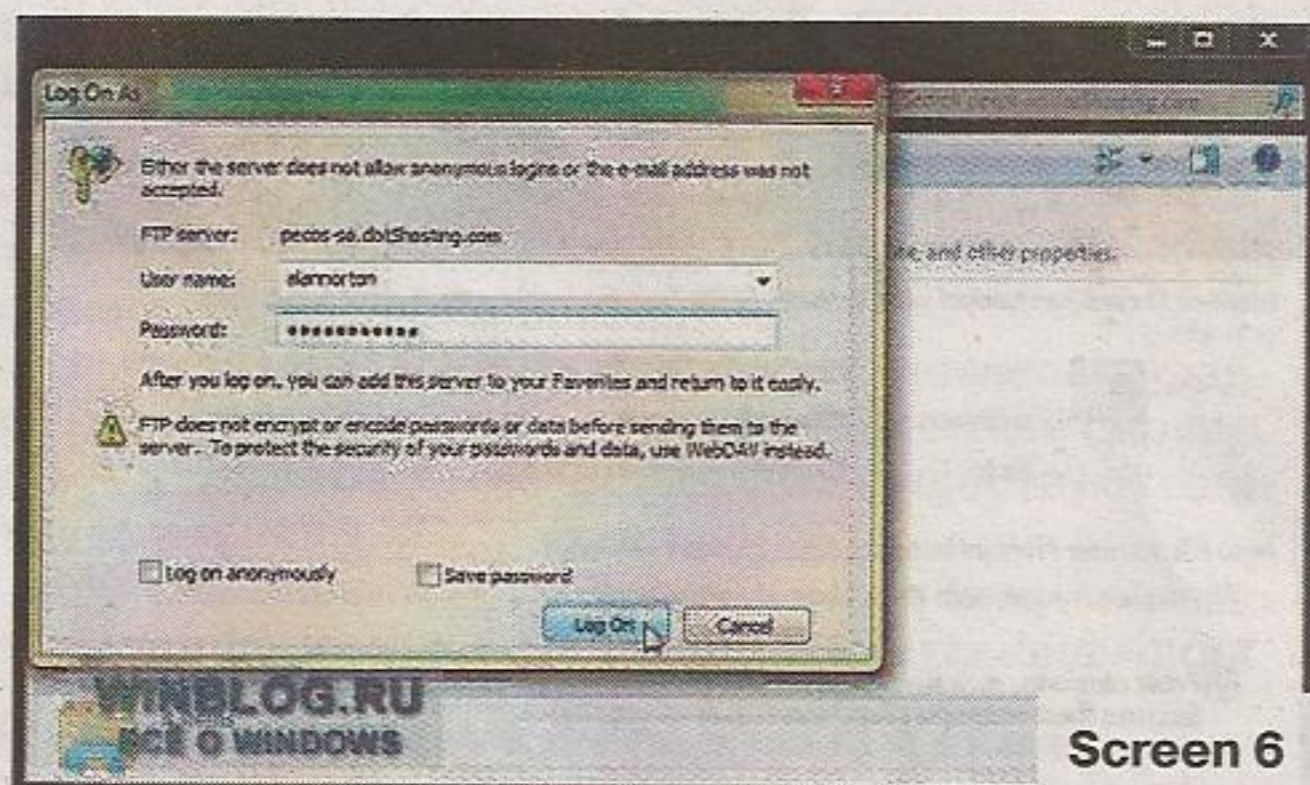 Log On As
Either the server does not allow anonymous logins or the e-mail address was not
accepted.
FTP server:
User name: alannorton
Password: •••••••••••
After you log on, you can add this server to your Favorites and return to it easily.
FTP does not encrypt or encode passwords or data before sending them to the
server. To protect the security of your passwords and data, use WebDAV instead.
and other properties.
Log on anonymously
Save password
Log On
Cancel
WINBLOG.RU
ВСЁ О WINDOWS
Screen 6